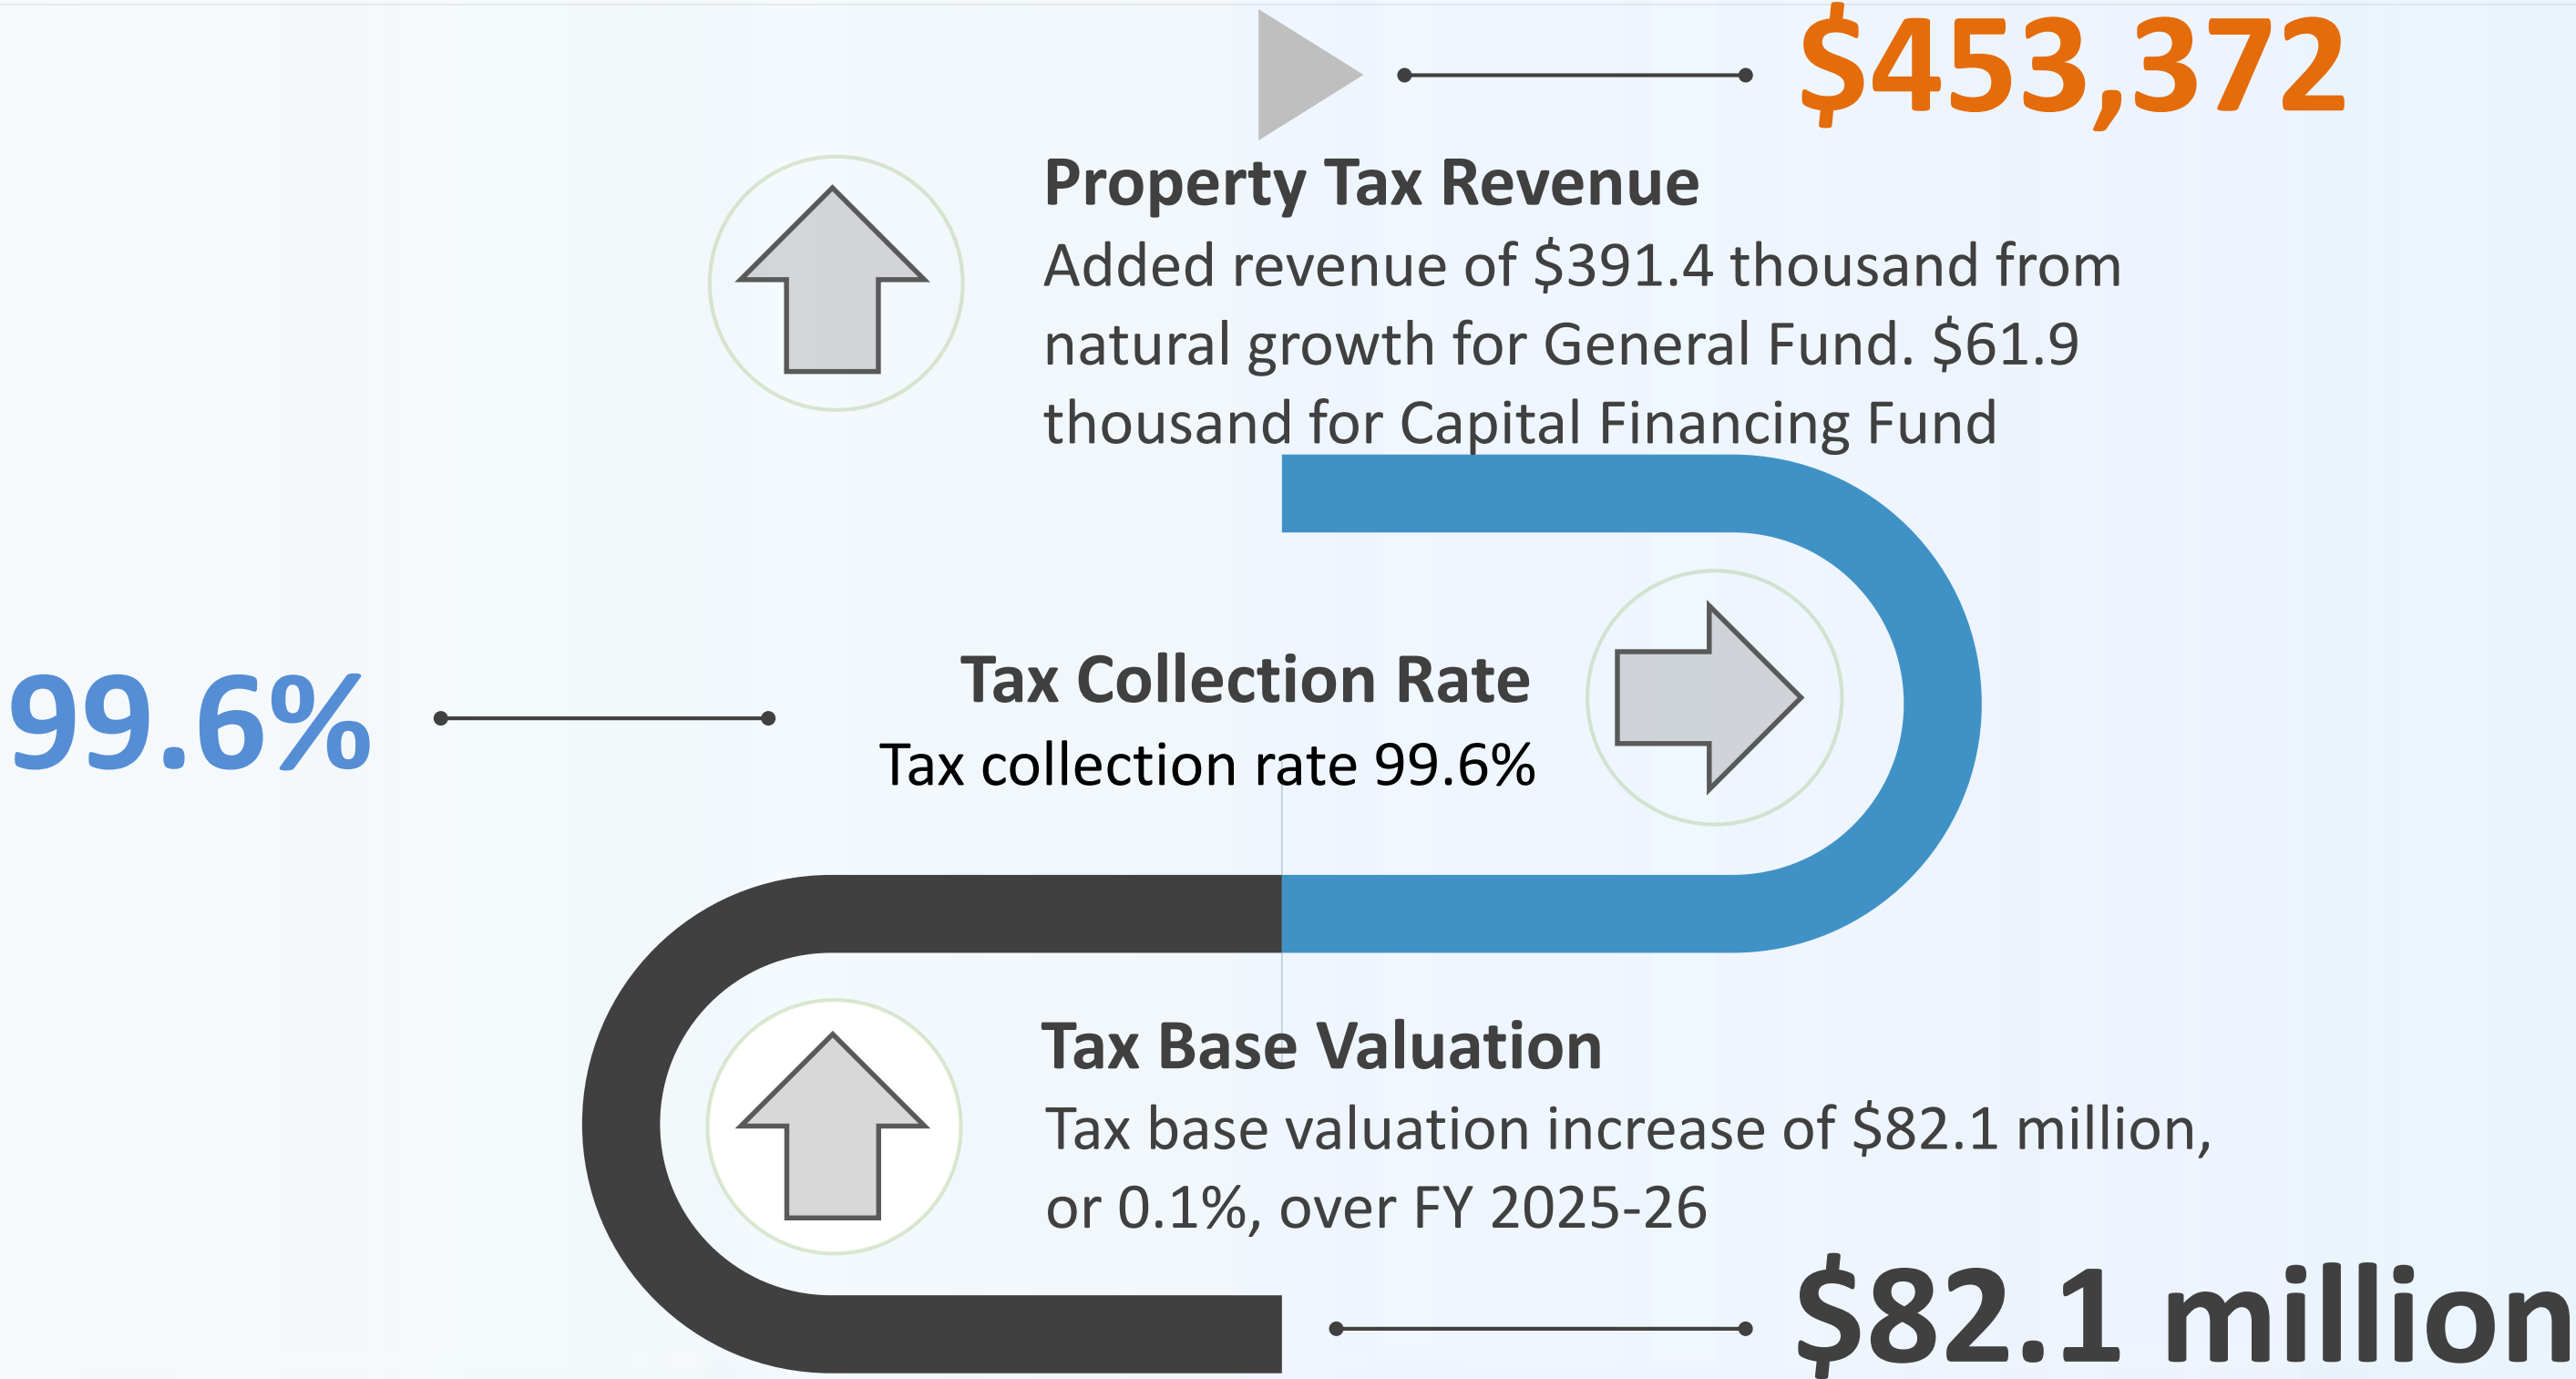 $453,372
Property Tax Revenue
Added revenue of $391.4 thousand from
natural growth for General Fund. $61.9
thousand for Capital Financing Fund
99.6%
Tax Collection Rate
Tax collection rate 99.6%
Tax Base Valuation
Tax base valuation increase of $82.1 million,
or 0.1%, over FY 2025-26
$82.1 million